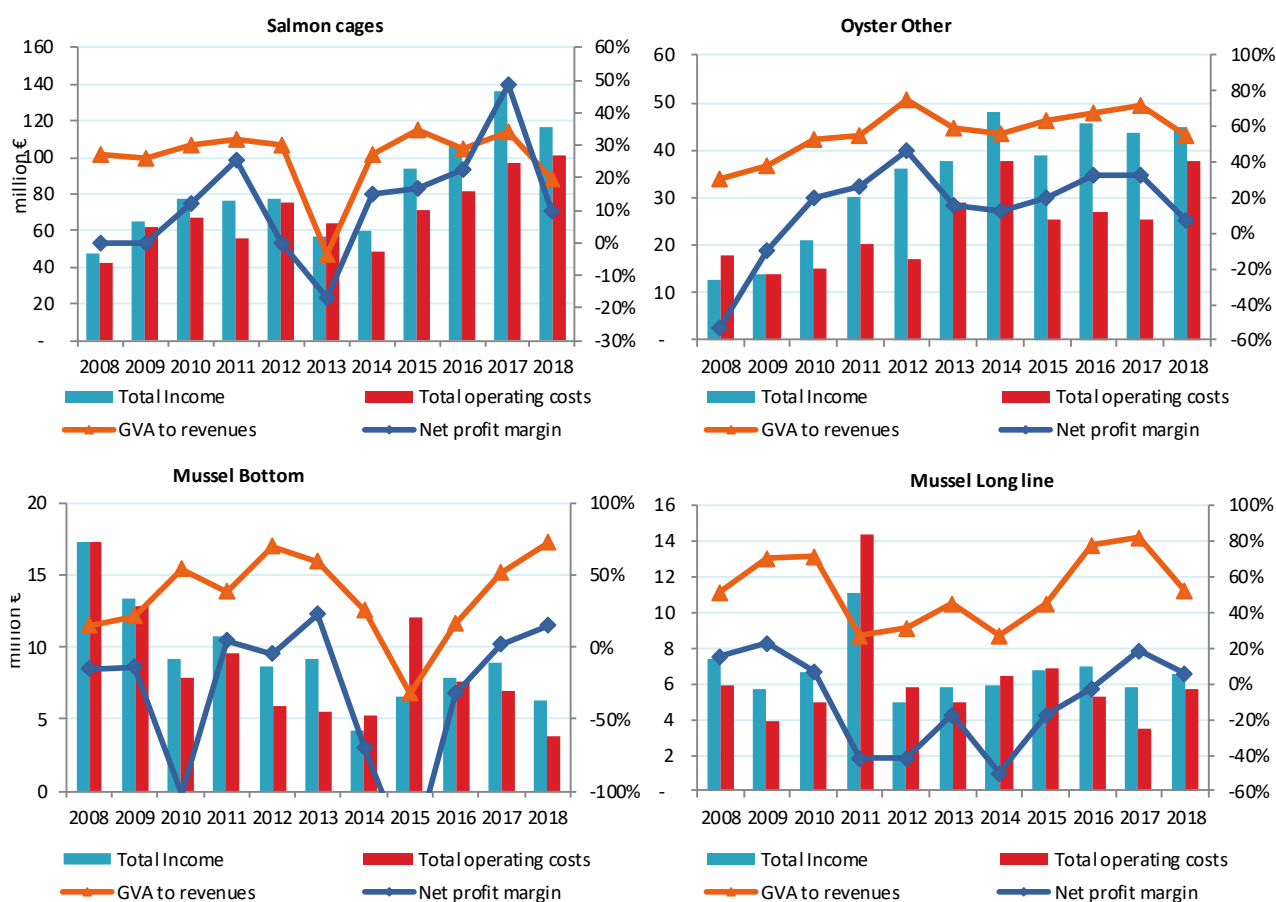 Salmon cages
160
140
120
100
80
60
40
20
-
million €
60%
50%
40%
30%
20%
10%
0%
-10%
-20%
-30%
2008 2009 2010 2011 2012 2013 2014 2015 2016 2017 2018
Total Income
Total operating costs
GVA to revenues
Net profit margin
Oyster Other
60
50
40
30
20
10
-
100%
80%
60%
40%
20%
0%
-20%
-40%
-60%
2008 2009 2010 2011 2012 2013 2014 2015 2016 2017 2018
Total Income
Total operating costs
GVA to revenues
Net profit margin
Mussel Bottom
20
15
10
5
0
million €
100%
50%
0%
-50%
-100%
2008 2009 2010 2011 2012 2013 2014 2015 2016 2017 2018
Total Income
Total operating costs
GVA to revenues
Net profit margin
Mussel Long line
16
14
12
10
8
6
4
2
-
100%
80%
60%
40%
20%
0%
-20%
-40%
-60%
2008 2009 2010 2011 2012 2013 2014 2015 2016 2017 2018
Total Income
Total operating costs
GVA to revenues
Net profit margin